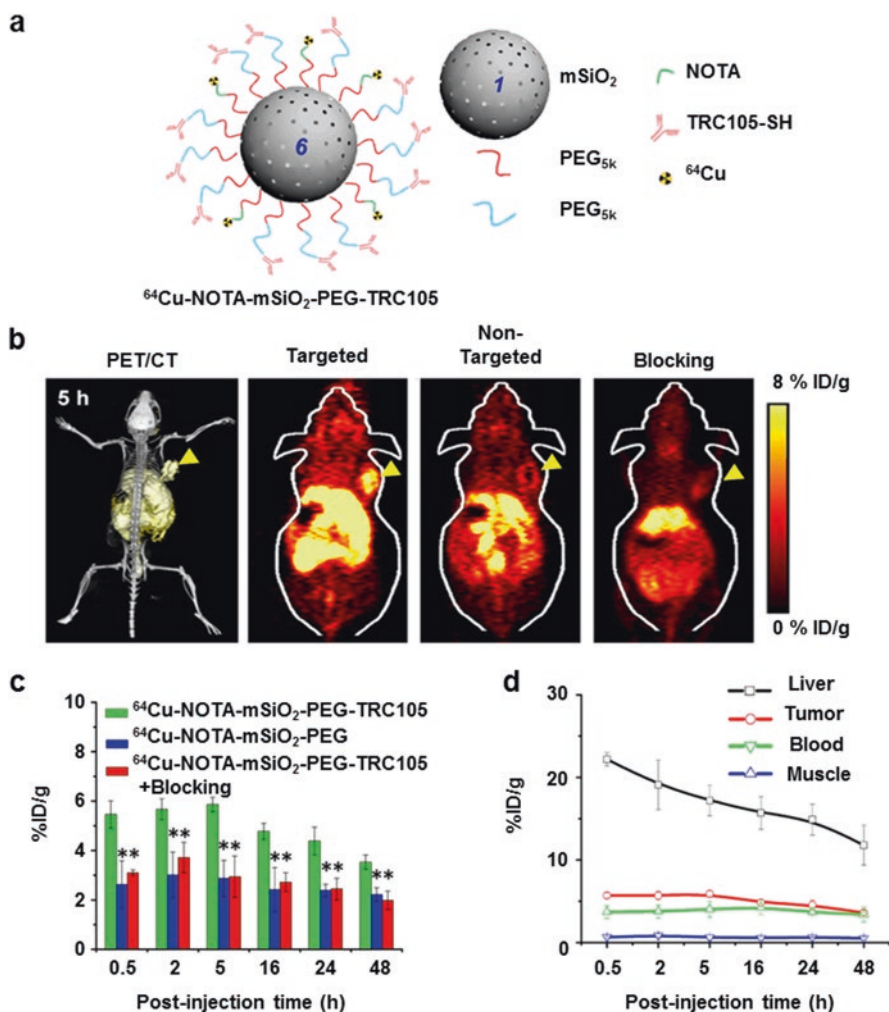 a
6
1
mSiO₂
PEG₅ₖ
PEG₅ₖ
NOTA
TRC105-SH
⁶⁴Cu
⁶⁴Cu-NOTA-mSiO₂-PEG-TRC105
b
PET/CT
Targeted
Non-
Targeted
Blocking
5 h
8 % ID/g
0 % ID/g
c
%ID/g
10
8
6
4
2
0
⁶⁴Cu-NOTA-mSiO₂-PEG-TRC105
⁶⁴Cu-NOTA-mSiO₂-PEG
⁶⁴Cu-NOTA-mSiO₂-PEG-TRC105
+Blocking
** ** ** ** ** **
0.5 2 5 16 24 48
Post-injection time (h)
d
%ID/g
30
20
10
0
Liver
Tumor
Blood
Muscle
0.5 2 5 16 24 48
Post-injection time (h)